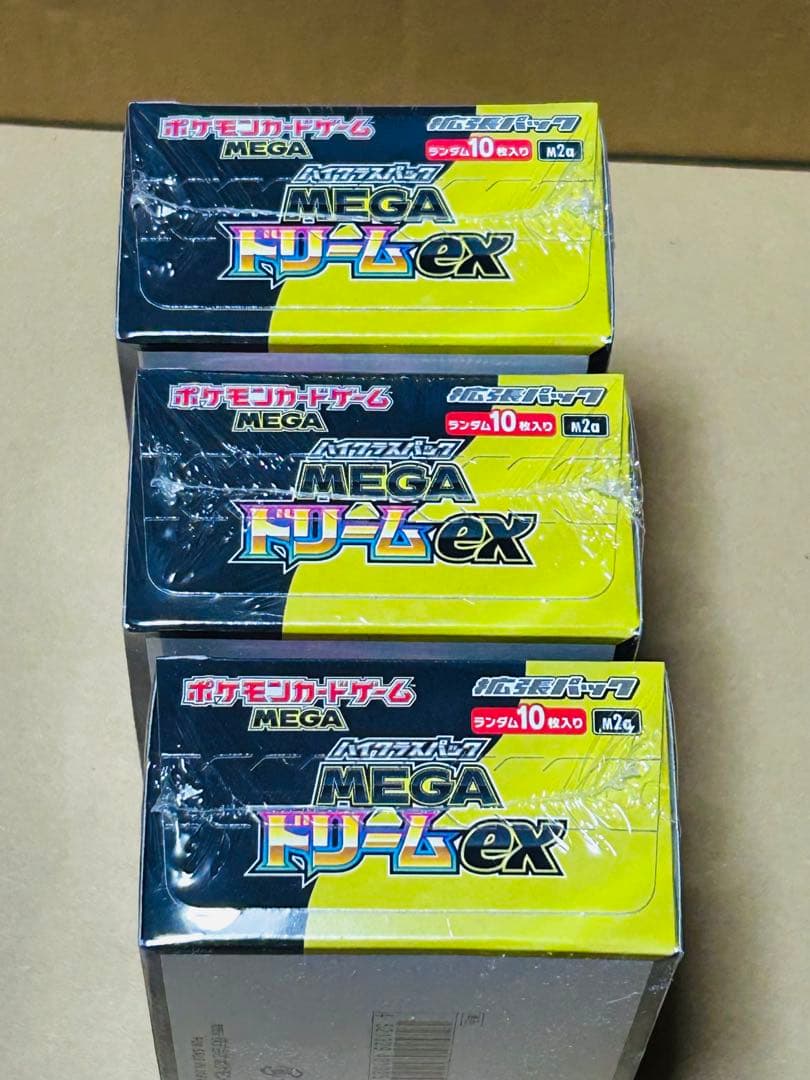 ポケモンカードゲーム
MEGA
拡張パック
ランダム10枚入り
M2a
ハイクラスパック
MEGA
ドリームex
ポケモンカードゲーム
MEGA
拡張パック
ランダム10枚入り
M2a
ハイクラスパック
MEGA
ドリームex
ポケモンカードゲーム
MEGA
拡張パック
ランダム10枚入り
M2a
ハイクラスパック
MEGA
ドリームex